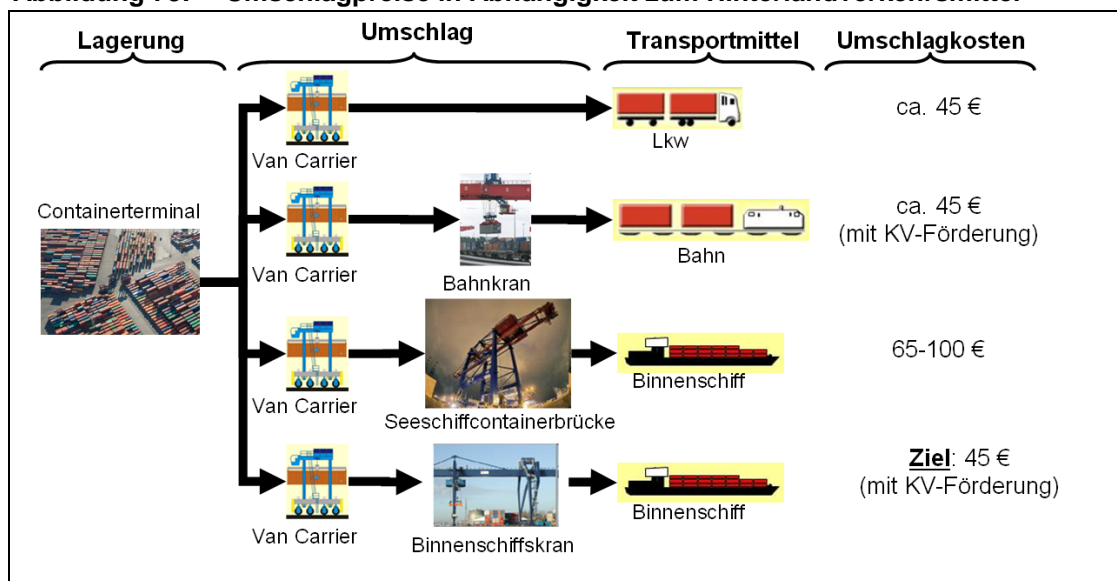 Lagerung
Umschlag
Transportmittel
Umschlagkosten
Van Carrier
Lkw
ca. 45 €
Containerterminal
Van Carrier
Bahnkran
Bahn
ca. 45 €
(mit KV-Förderung)
Van Carrier
Seeschiffcontainerbrücke
Binnenschiff
65-100 €
Van Carrier
Binnenschiffskran
Binnenschiff
Ziel: 45 €
(mit KV-Förderung)